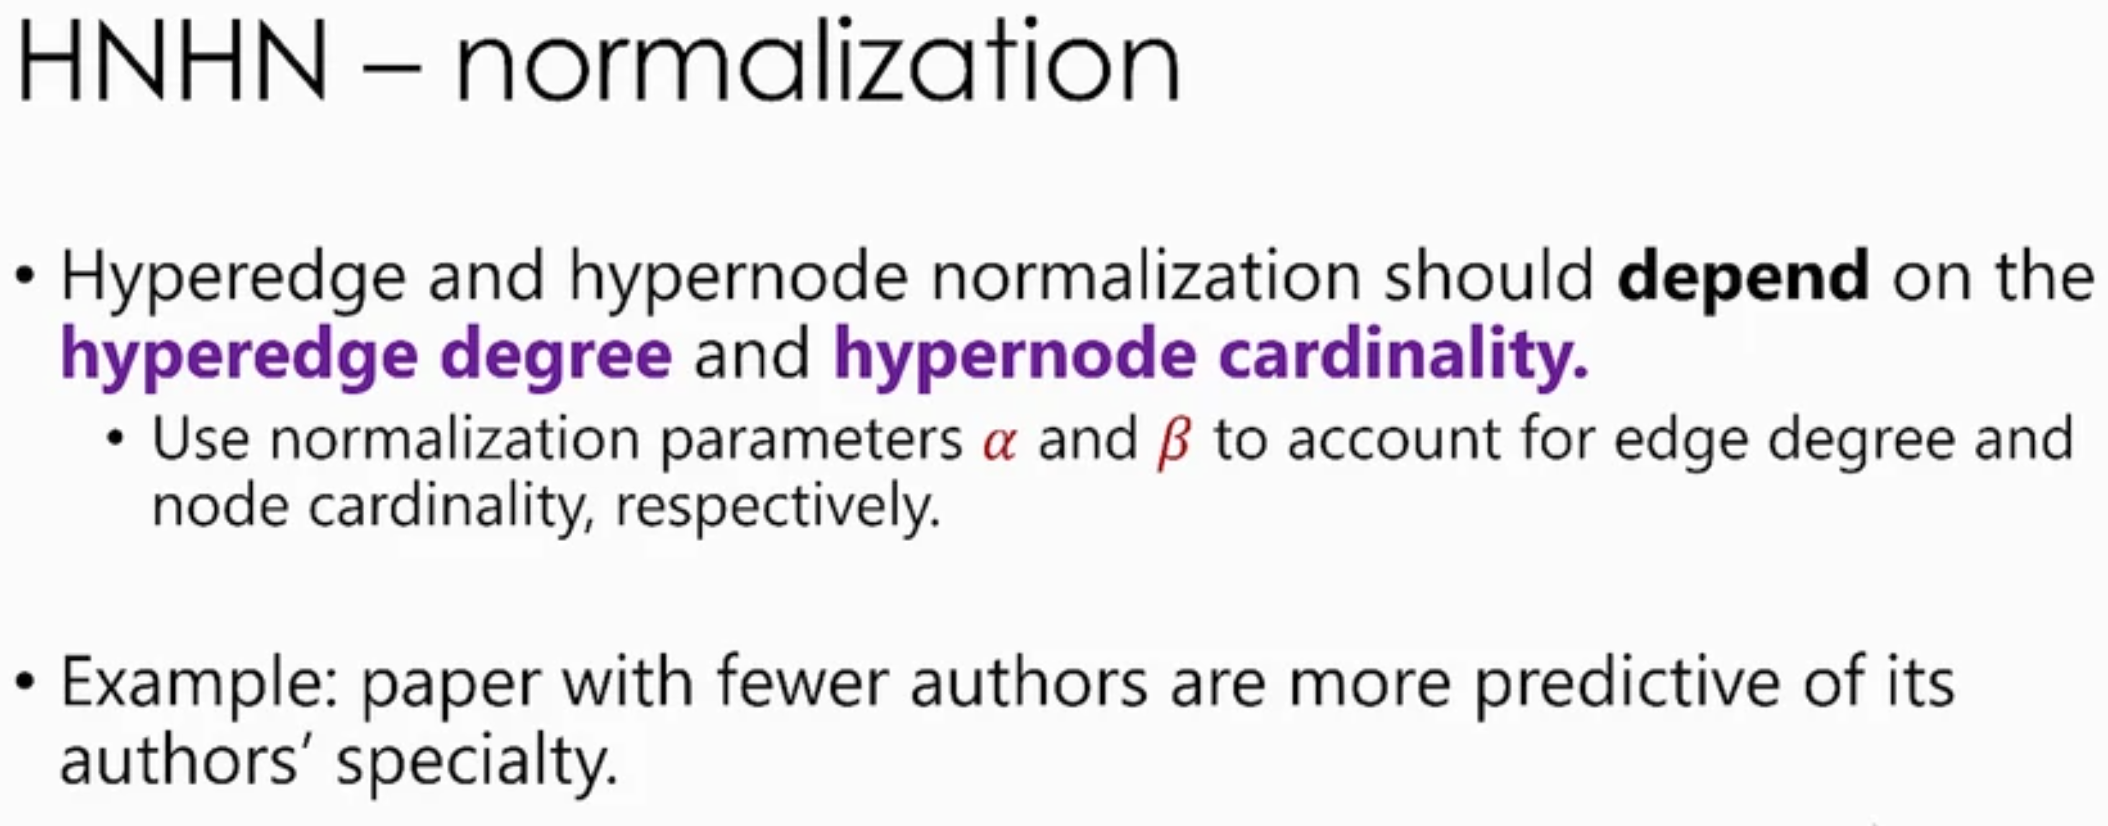 HNHN – normalization
• Hyperedge and hypernode normalization should depend on the
hyperedge degree and hypernode cardinality.
• Use normalization parameters α and β to account for edge degree and
node cardinality, respectively.
• Example: paper with fewer authors are more predictive of its
authors’ specialty.